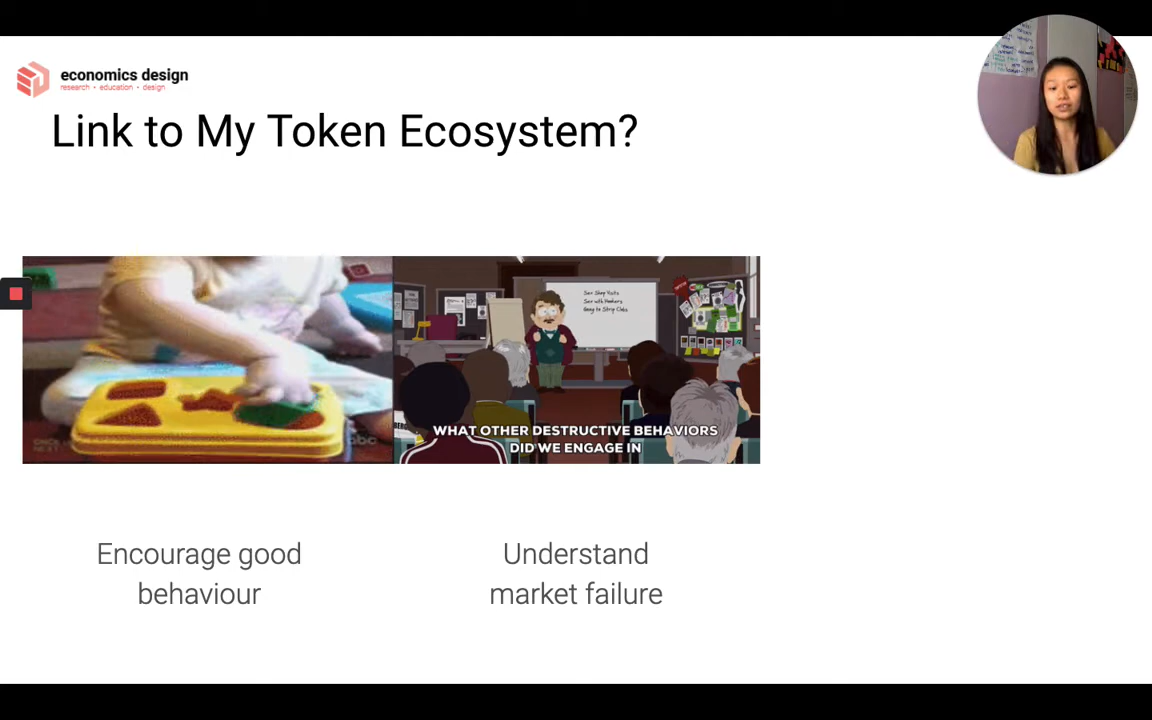 economics design
research • education • design
Link to My Token Ecosystem?
WHAT OTHER DESTRUCTIVE BEHAVIORS
DID WE ENGAGE IN
abc
Encourage good
behaviour
Understand
market failure